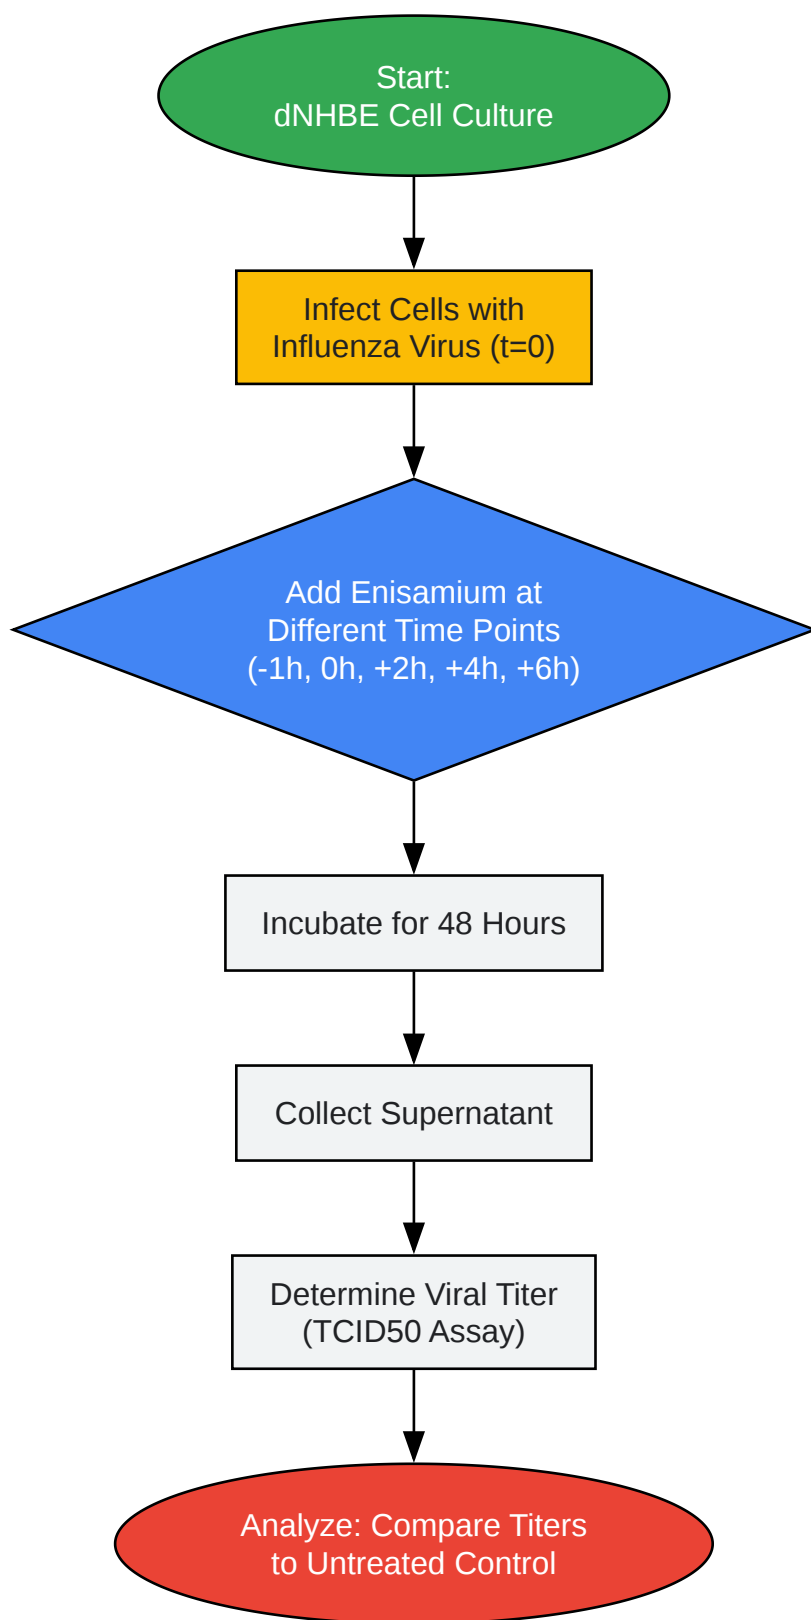 Start:
dNHBE Cell Culture
Infect Cells with
Influenza Virus (t=0)
Add Enisamium at
Different Time Points
(-1h, 0h, +2h, +4h, +6h)
Incubate for 48 Hours
Collect Supernatant
Determine Viral Titer
(TCID50 Assay)
Analyze: Compare Titers
to Untreated Control